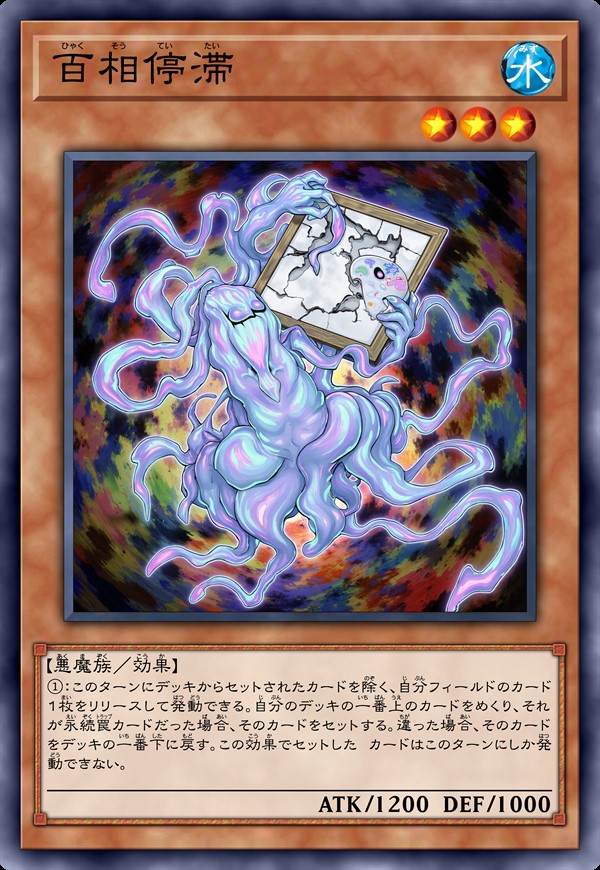 百相停滞
水
【悪魔族／効果】
①：このターンにデッキからセットされたカードを除く、自分フィールドのカード
1枚をリリースして発動できる。自分のデッキの一番上のカードをめくり、それ
が永続罠カードだった場合、そのカードをセットする。違った場合、そのカード
をデッキの一番下に戻す。この効果でセットした カードはこのターンにしか発
動できない。
ATK/1200 DEF/1000